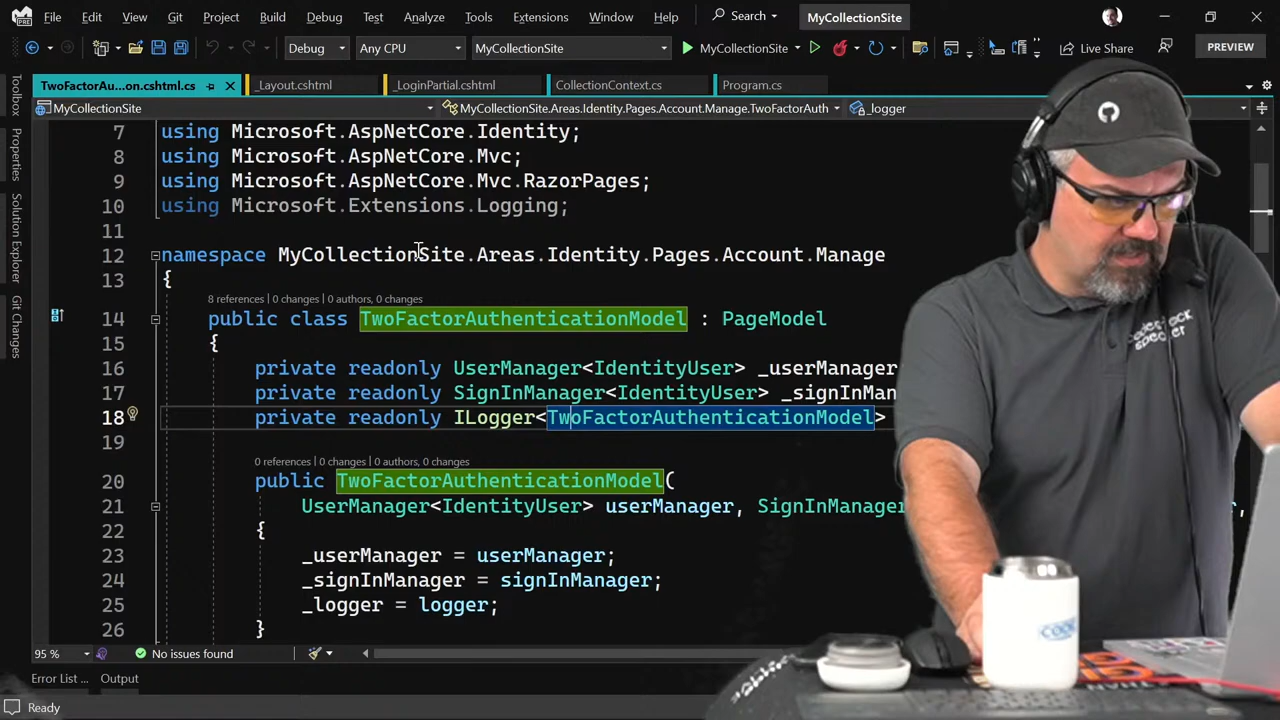 File Edit View Git Project Build Debug Test Analyze Tools Extensions Window Help Search MyCollectionSite
Debug Any CPU MyCollectionSite MyCollectionSite Live Share PREVIEW
TwoFactorAu...on.cshtml.cs _Layout.cshtml _LoginPartial.cshtml CollectionContext.cs Program.cs
MyCollectionSite MyCollectionSite.Areas.Identity.Pages.Account.Manage.TwoFactorAuth _logger
Toolbox
Properties
Solution Explorer
Git Changes
7 using Microsoft.AspNetCore.Identity;
8 using Microsoft.AspNetCore.Mvc;
9 using Microsoft.AspNetCore.Mvc.RazorPages;
10 using Microsoft.Extensions.Logging;
11
12 namespace MyCollectionSite.Areas.Identity.Pages.Account.Manage
13 {
8 references | 0 changes | 0 authors, 0 changes
14 public class TwoFactorAuthenticationModel : PageModel
15 {
16 private readonly UserManager<IdentityUser> _userManager
17 private readonly SignInManager<IdentityUser> _signInMan
18 private readonly ILogger<TwoFactorAuthenticationModel>
19
0 references | 0 changes | 0 authors, 0 changes
20 public TwoFactorAuthenticationModel(
21 UserManager<IdentityUser> userManager, SignInManager
22 {
23 _userManager = userManager;
24 _signInManager = signInManager;
25 _logger = logger;
26 }
95 % No issues found
Error List ... Output
Ready